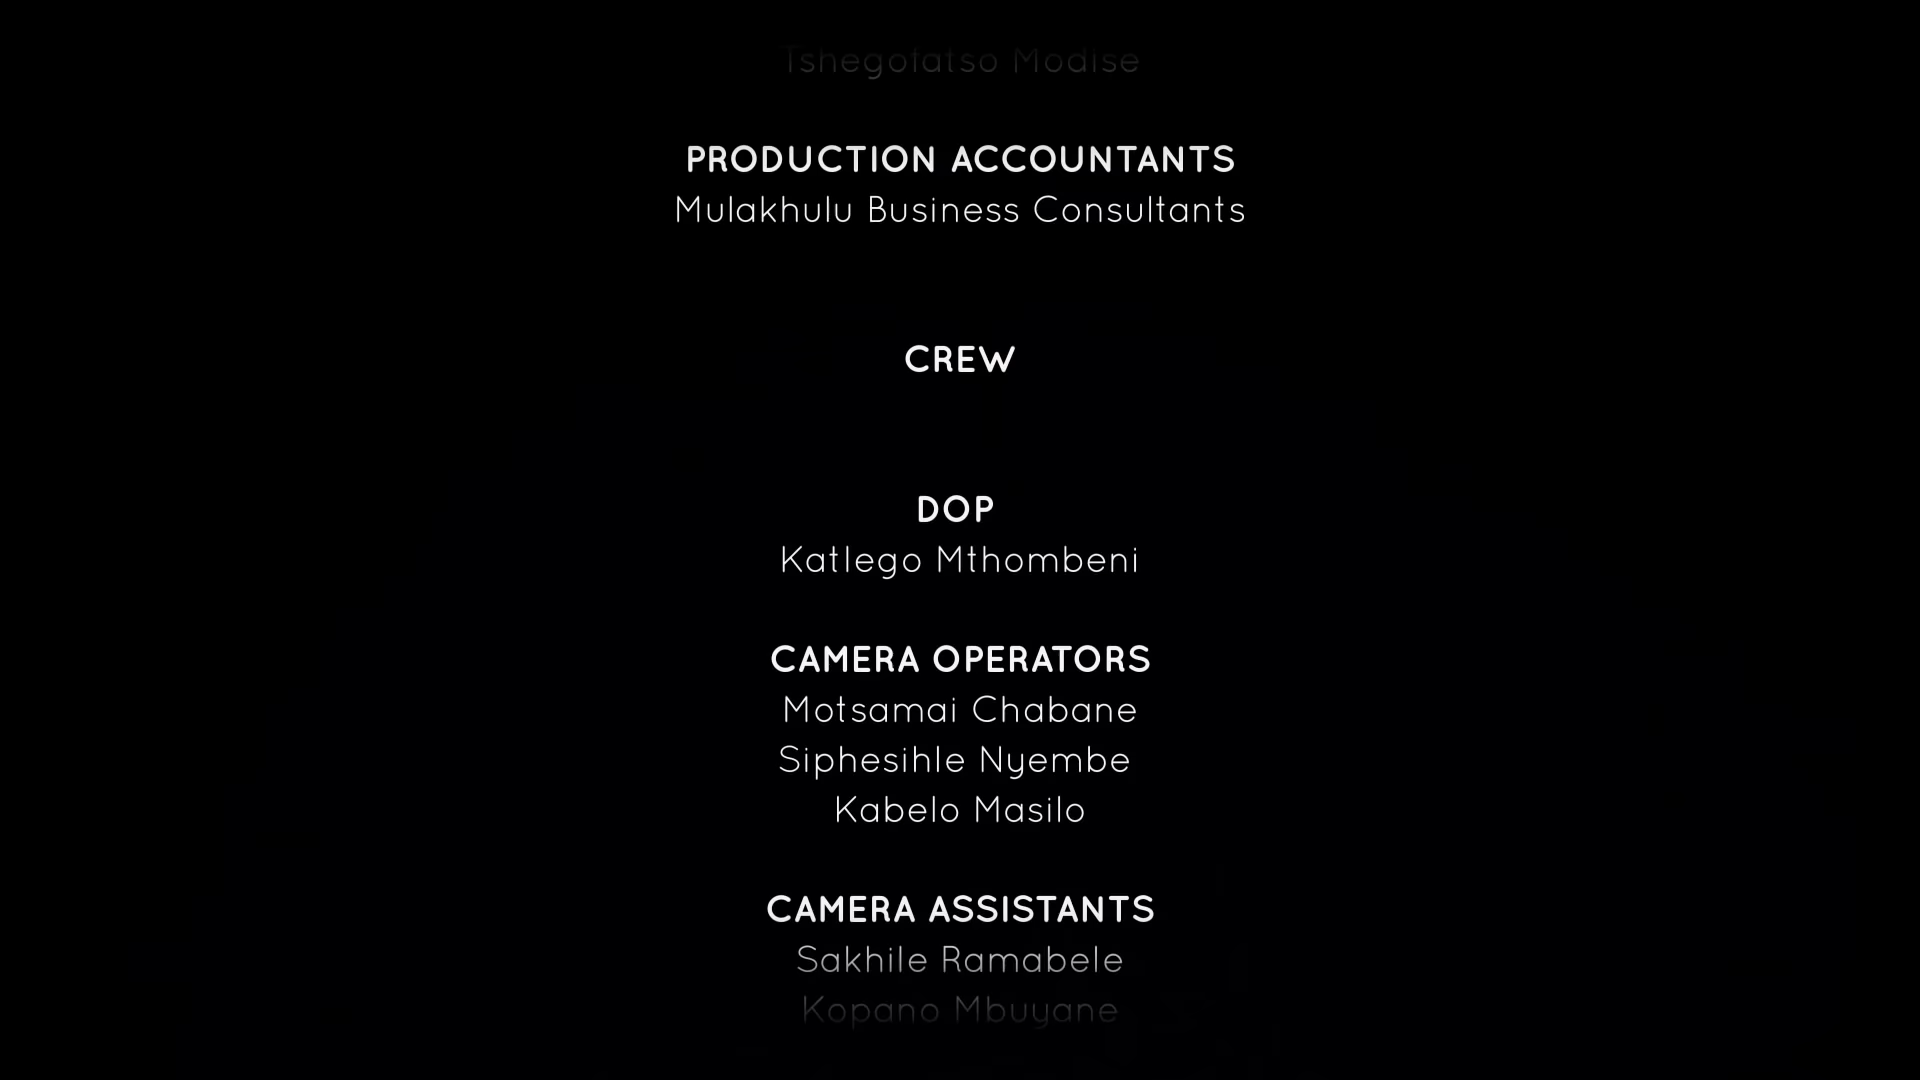 Tshegofatso Modise
PRODUCTION ACCOUNTANTS
Mulakhulu Business Consultants
CREW
DOP
Katlego Mthombeni
CAMERA OPERATORS
Motsamai Chabane
Siphesihle Nyembe
Kabelo Masilo
CAMERA ASSISTANTS
Sakhile Ramabele
Kopano Mbuyane